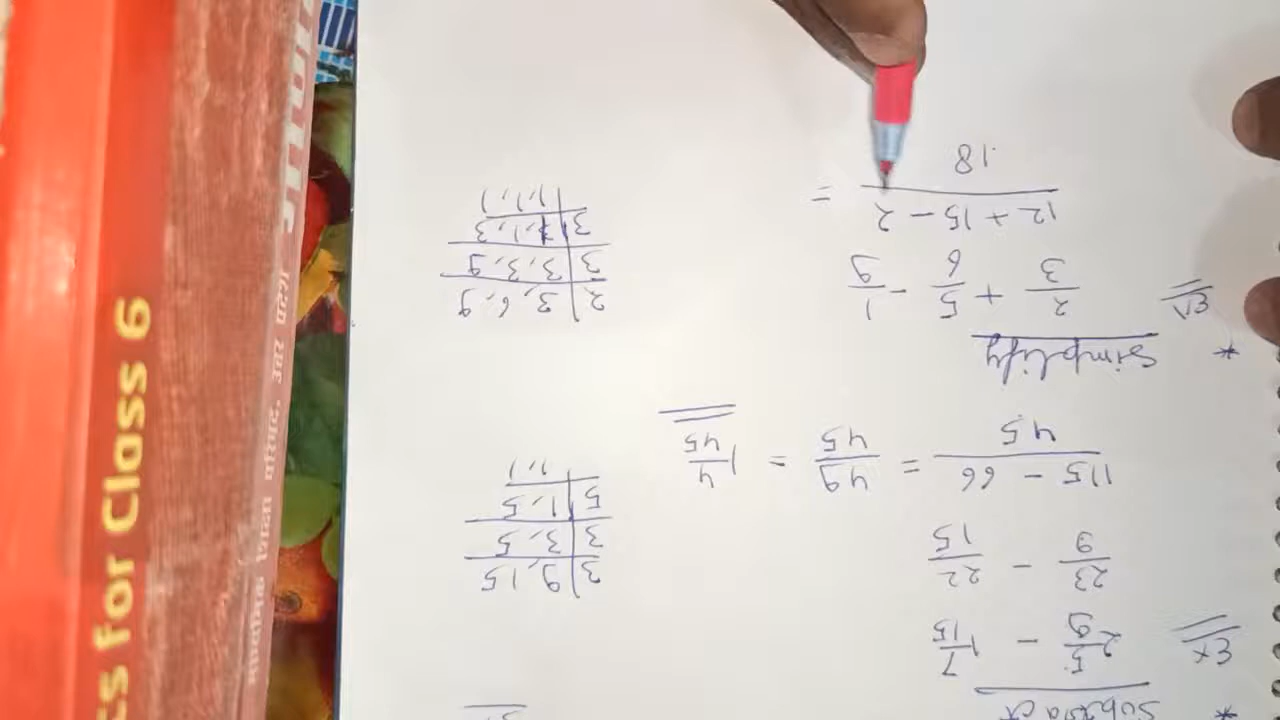 * Subtract
Ex 2 5/9 - 1 7/15
23/9 - 22/15
115 - 66 / 45 = 49/45 = 1 4/45
3 | 9, 15
3 | 3, 5
5 | 1, 5
1, 1
* Simplify
Ex 2/3 + 5/6 - 1/9
12 + 15 - 2 / 18 =
2 | 3, 6, 9
3 | 3, 3, 9
3 | 1, 1, 3
1, 1, 1
cs for Class 6